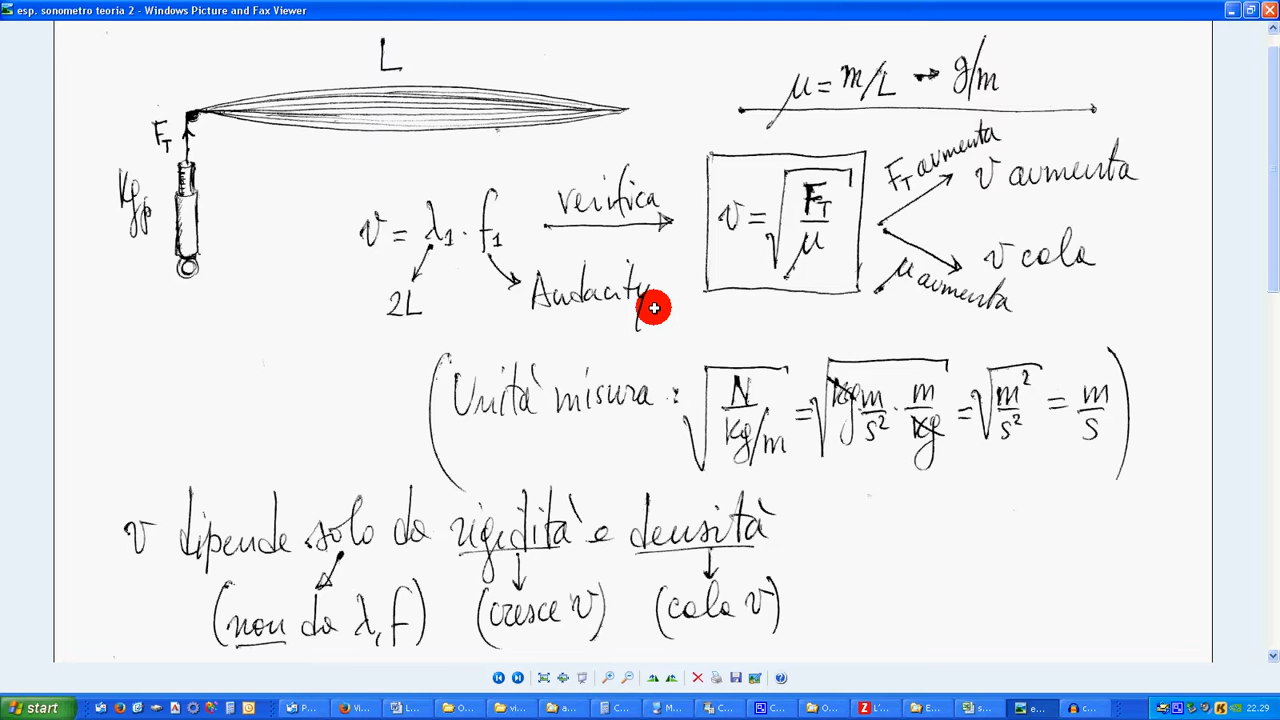 esp. sonometro teoria 2 - Windows Picture and Fax Viewer
L
μ = m/L → g/m
F_T
Kgp
v = λ₁ · f₁
2L
Audacity
verifica
v = √(F_T/μ)
F_T aumenta
v aumenta
v cala
μ aumenta
(Unità misura : √(N/(kg/m)) = √(kg m/s² · m/kg) = √(m²/s²) = m/s)
v dipende solo da rigidità e densità
(non da λ, f) (cresce v) (cala v)
start
22.29